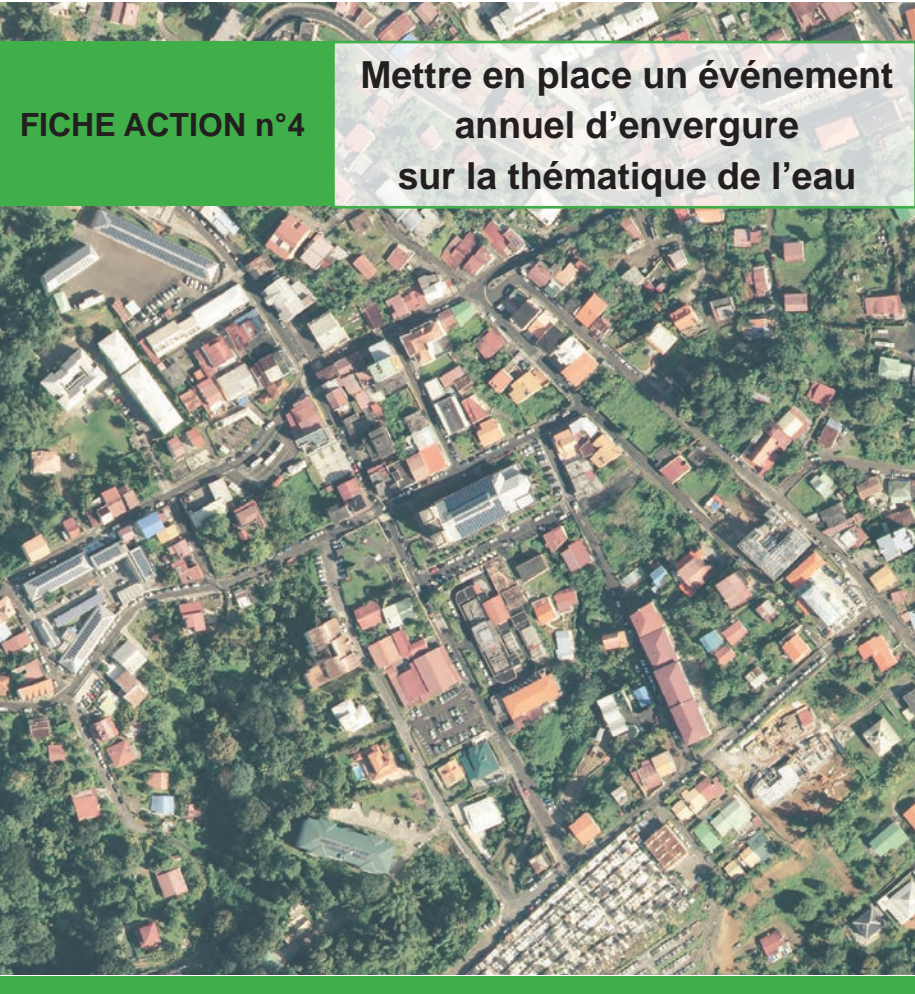 FICHE ACTION n°4
Mettre en place un événement
annuel d’envergure
sur la thématique de l’eau